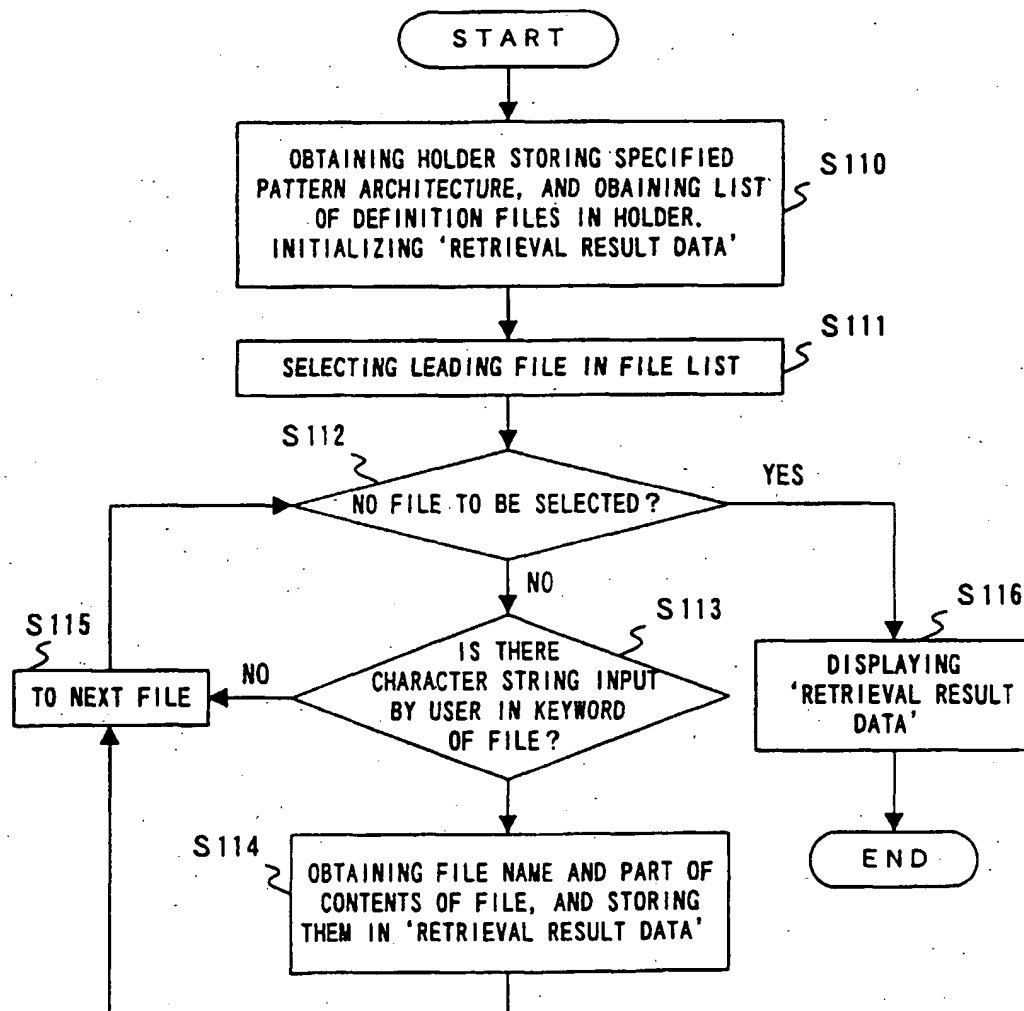 START
OBTAINING HOLDER STORING SPECIFIED
PATTERN ARCHITECTURE, AND OBAINING LIST
OF DEFINITION FILES IN HOLDER.
INITIALIZING 'RETRIEVAL RESULT DATA'
S110
S111
SELECTING LEADING FILE IN FILE LIST
S112
NO FILE TO BE SELECTED?
YES
NO
S113
S116
S115
IS THERE
CHARACTER STRING INPUT
BY USER IN KEYWORD
OF FILE?
NO
TO NEXT FILE
DISPLAYING
'RETRIEVAL RESULT
DATA'
S114
OBTAINING FILE NAME AND PART OF
CONTENTS OF FILE, AND STORING
THEM IN 'RETRIEVAL RESULT DATA'
END